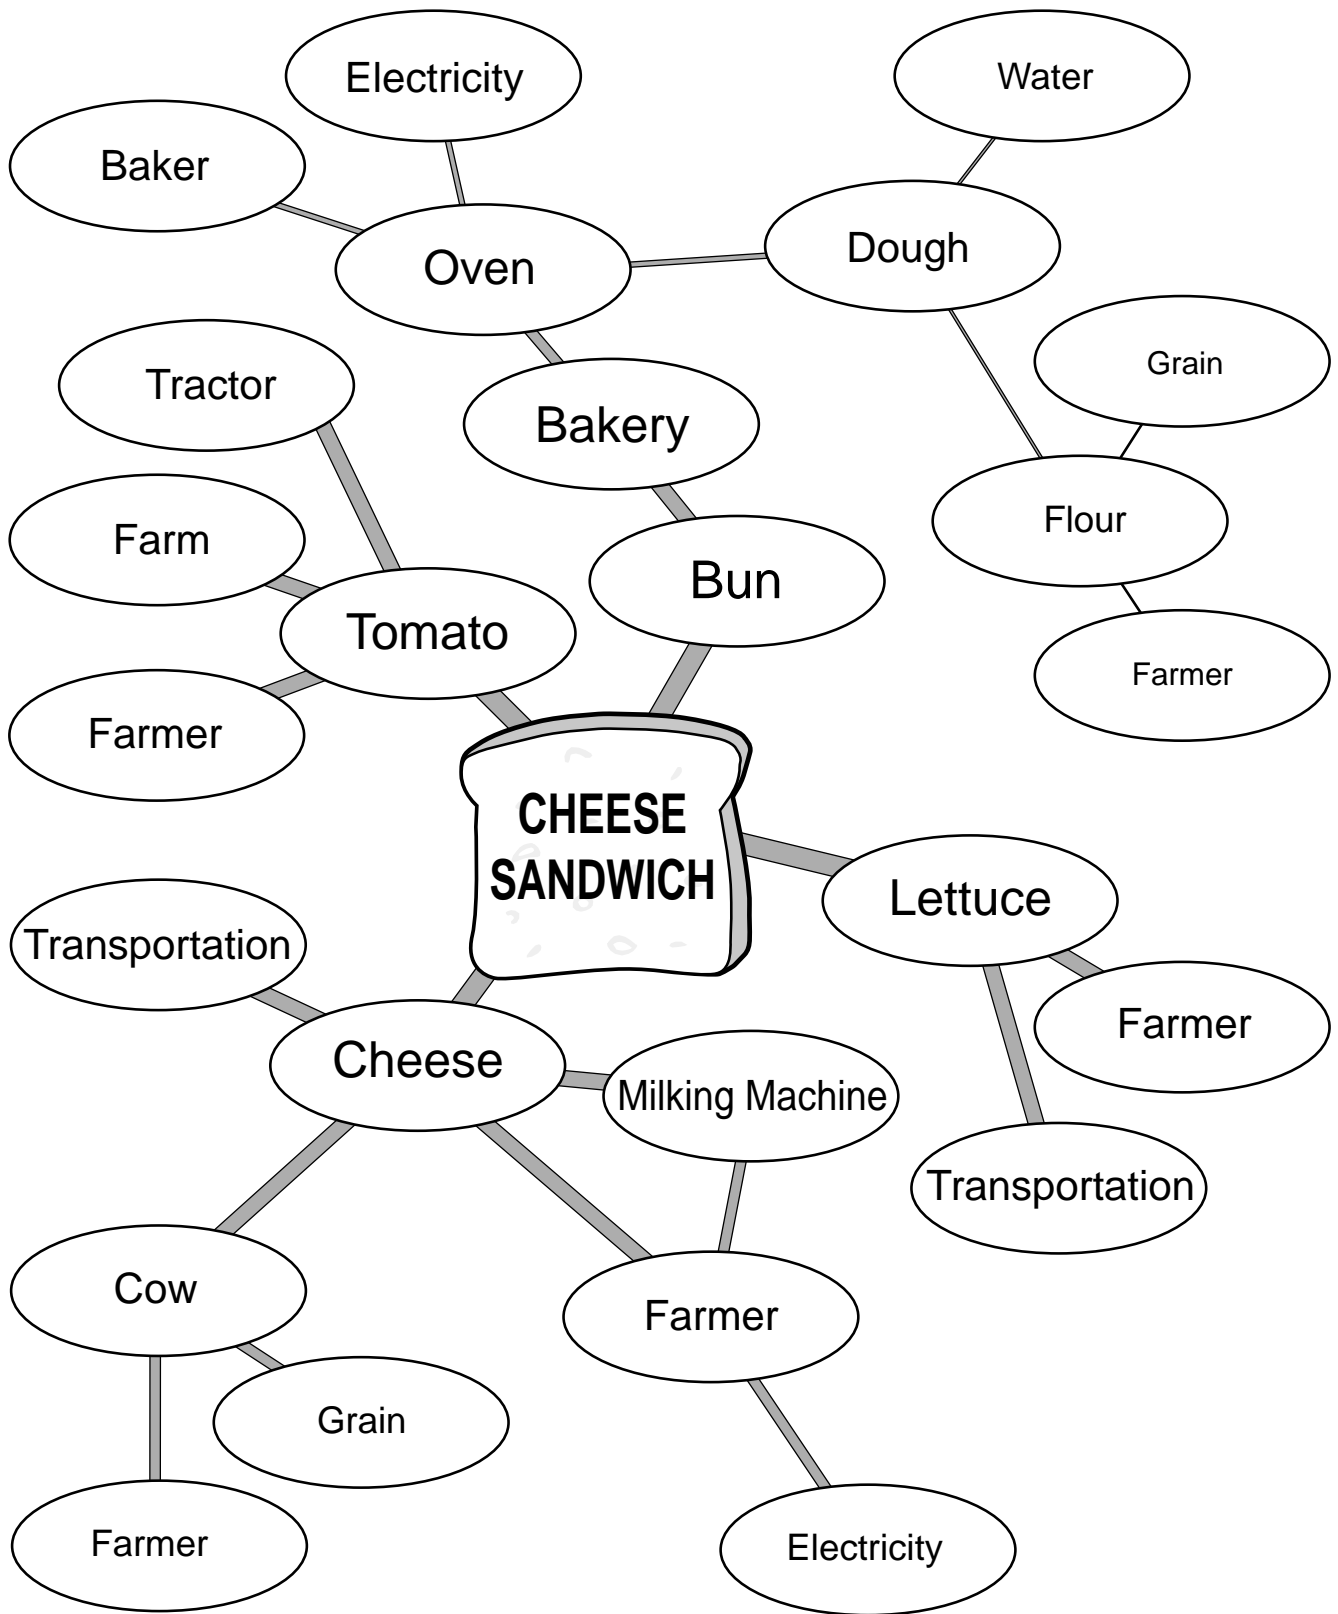 Electricity
Water
Baker
Dough
Oven
Grain
Tractor
Bakery
Flour
Farm
Bun
Tomato
Farmer
Farmer
CHEESE
SANDWICH
Lettuce
Transportation
Farmer
Cheese
Milking Machine
Transportation
Cow
Farmer
Grain
Farmer
Electricity